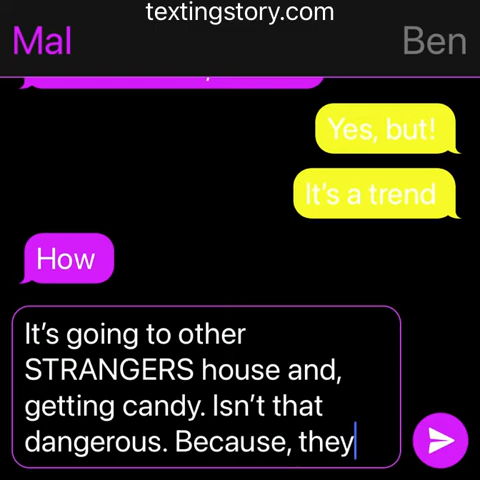 textingstory.com
Mal
Ben
Yes, but!
It's a trend
How
It's going to other
STRANGERS house and,
getting candy. Isn't that
dangerous. Because, they